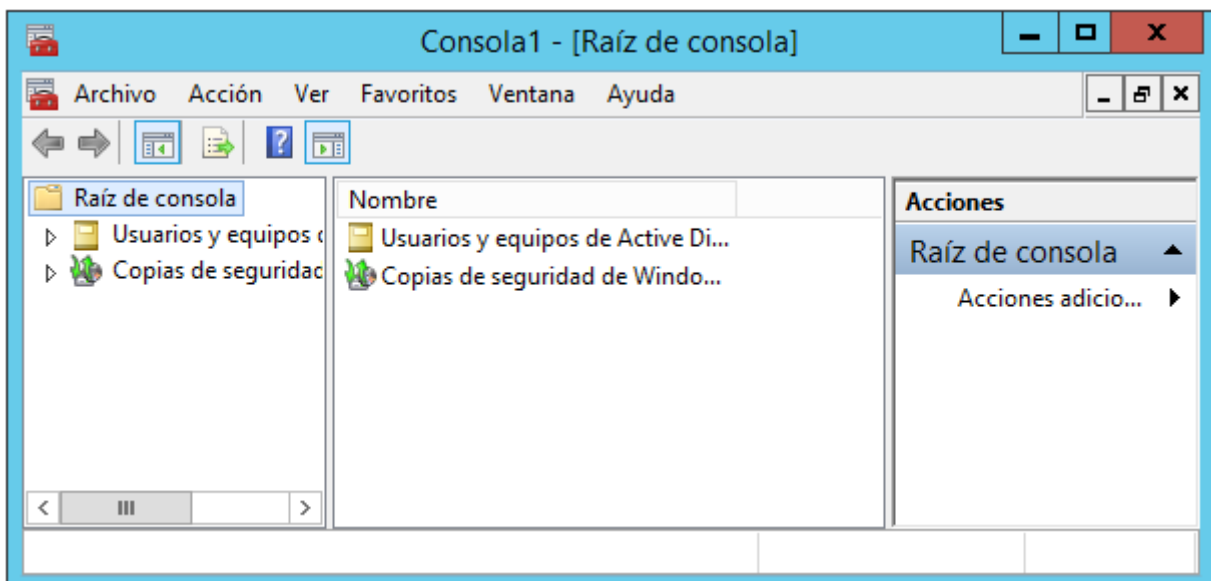 Consola1 - [Raíz de consola]
Archivo Acción Ver Favoritos Ventana Ayuda
Raíz de consola
Usuarios y equipos
Copias de seguridad
Nombre
Usuarios y equipos de Active Di...
Copias de seguridad de Windo...
Acciones
Raíz de consola
Acciones adicio...